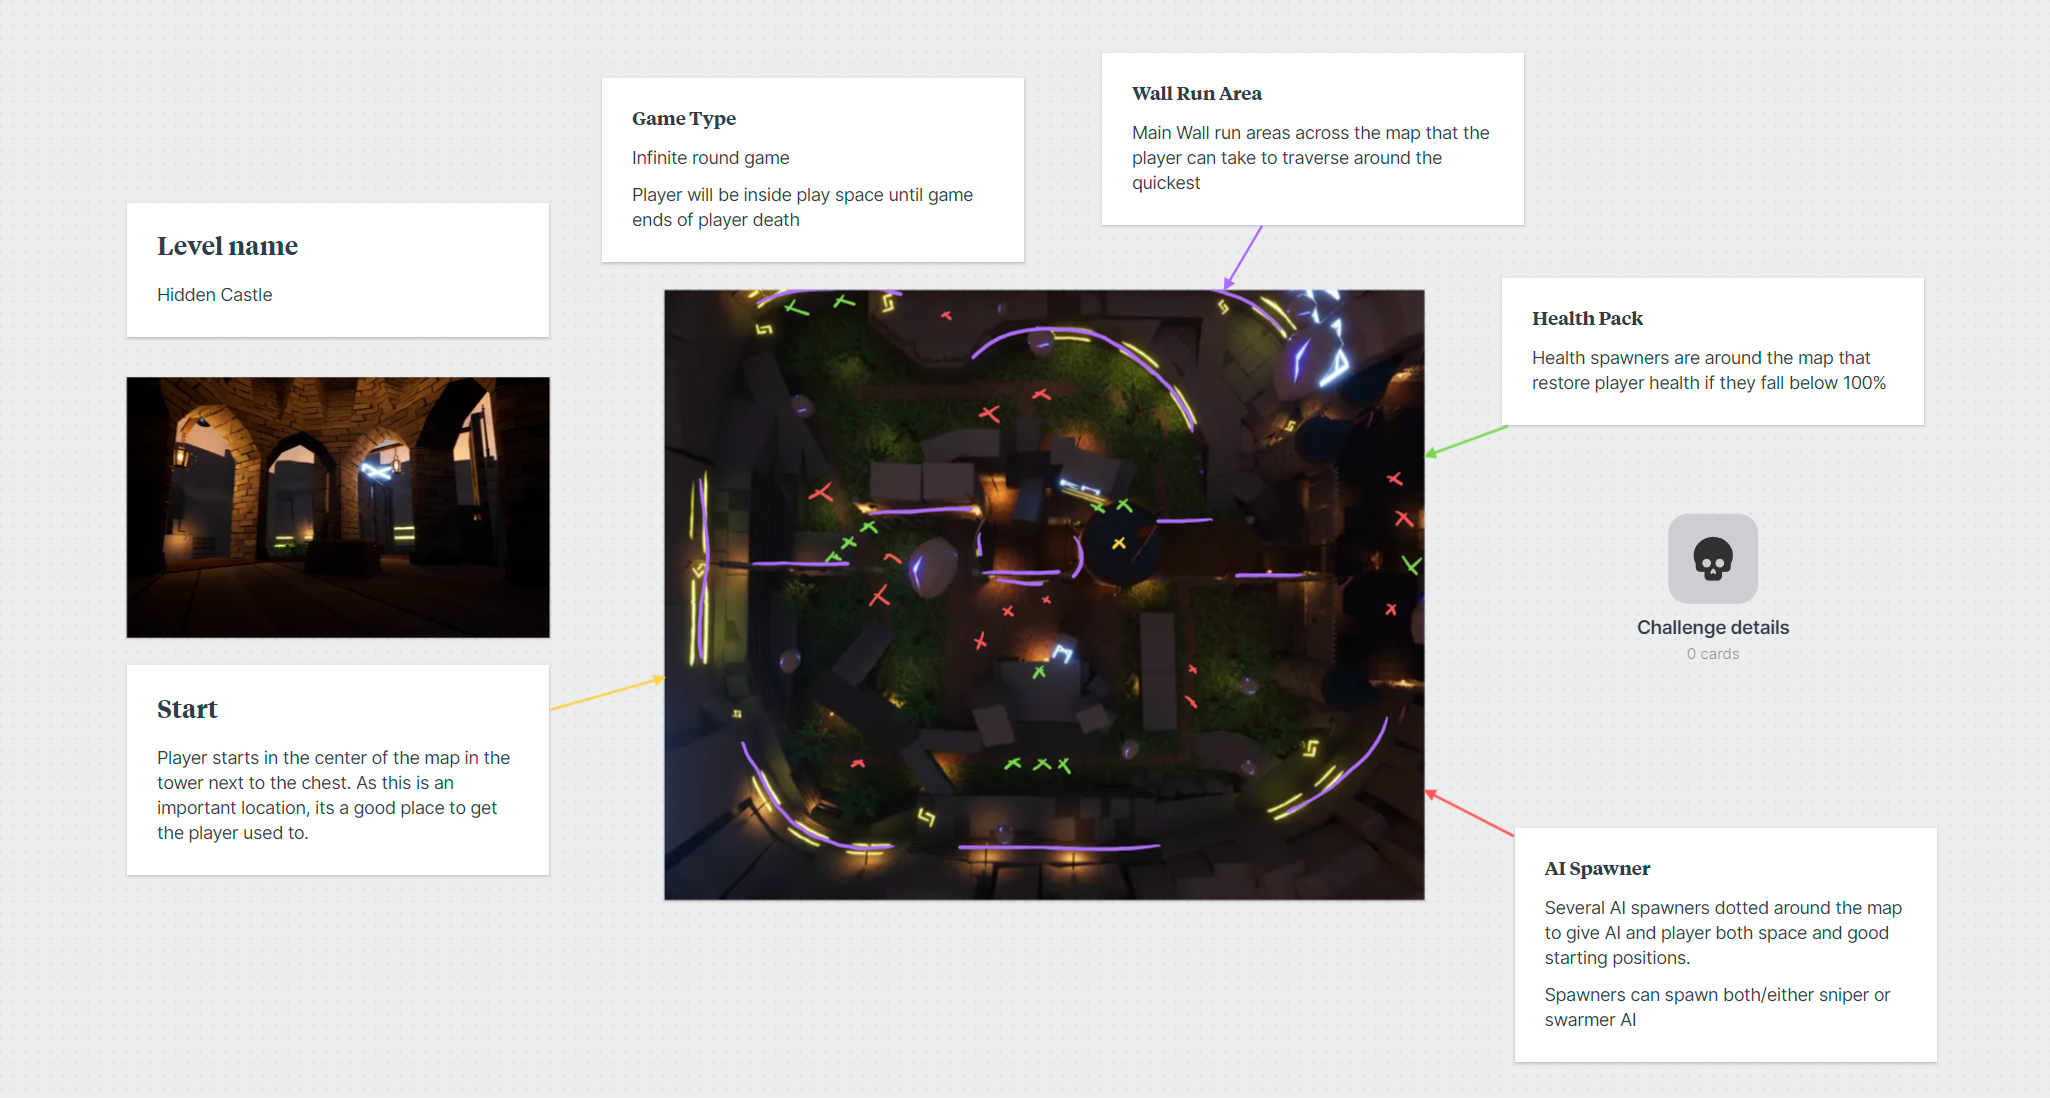 Level name
Hidden Castle
Start
Player starts in the center of the map in the
tower next to the chest. As this is an
important location, its a good place to get
the player used to.
Game Type
Infinite round game
Player will be inside play space until game
ends of player death
Wall Run Area
Main Wall run areas across the map that the
player can take to traverse around the
quickest
Health Pack
Health spawners are around the map that
restore player health if they fall below 100%
Challenge details
0 cards
AI Spawner
Several AI spawners dotted around the map
to give AI and player both space and good
starting positions.
Spawners can spawn both/either sniper or
swarmer AI